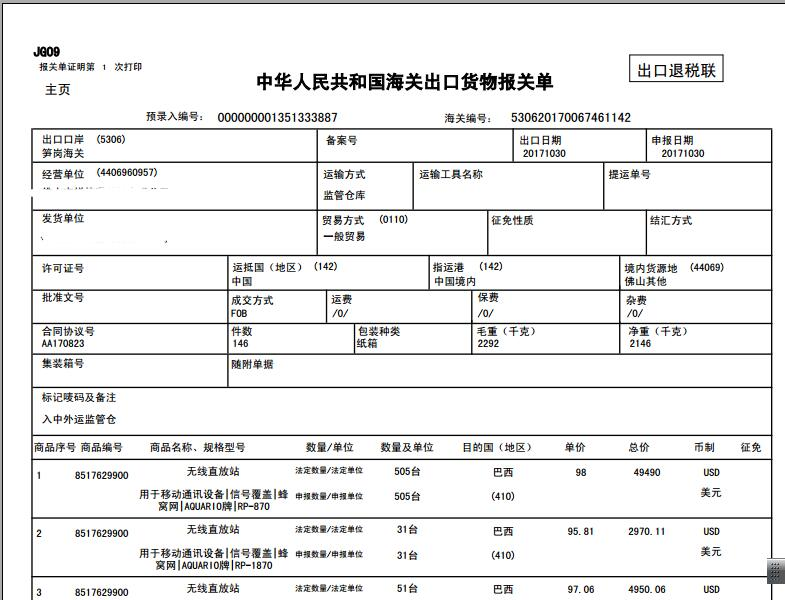 JG09
报关单证明第 1 次打印
主页
中华人民共和国海关出口货物报关单
出口退税联
预录入编号: 000000001351333887
海关编号: 530620170067461142
出口口岸 (5306)
笋岗海关
备案号
出口日期
20171030
申报日期
20171030
经营单位 (4406960957)
运输方式
监管仓库
运输工具名称
提运单号
发货单位
贸易方式 (0110)
一般贸易
征免性质
结汇方式
许可证号
运抵国(地区) (142)
中国
指运港 (142)
中国境内
境内货源地 (44069)
佛山其他
批准文号
成交方式
FOB
运费
/0/
保费
/0/
杂费
/0/
合同协议号
AA170823
件数
146
包装种类
纸箱
毛重(千克)
2292
净重(千克)
2146
集装箱号
随附单据
标记唛码及备注
入中外运监管仓
商品序号 商品编号 商品名称、规格型号 数量/单位 数量及单位 目的国(地区) 单价 总价 币制 征免
1 8517629900 无线直放站 法定数量/法定单位 505台 巴西 98 49490 USD
用于移动通讯设备|信号覆盖|蜂 申报数量/申报单位 505台 (410) 美元
窝网|AQUARIO牌|RP-870
2 8517629900 无线直放站 法定数量/法定单位 31台 巴西 95.81 2970.11 USD
用于移动通讯设备|信号覆盖|蜂 申报数量/申报单位 31台 (410) 美元
窝网|AQUARIO牌|RP-1870
3 8517629900 无线直放站 法定数量/法定单位 51台 巴西 97.06 4950.06 USD